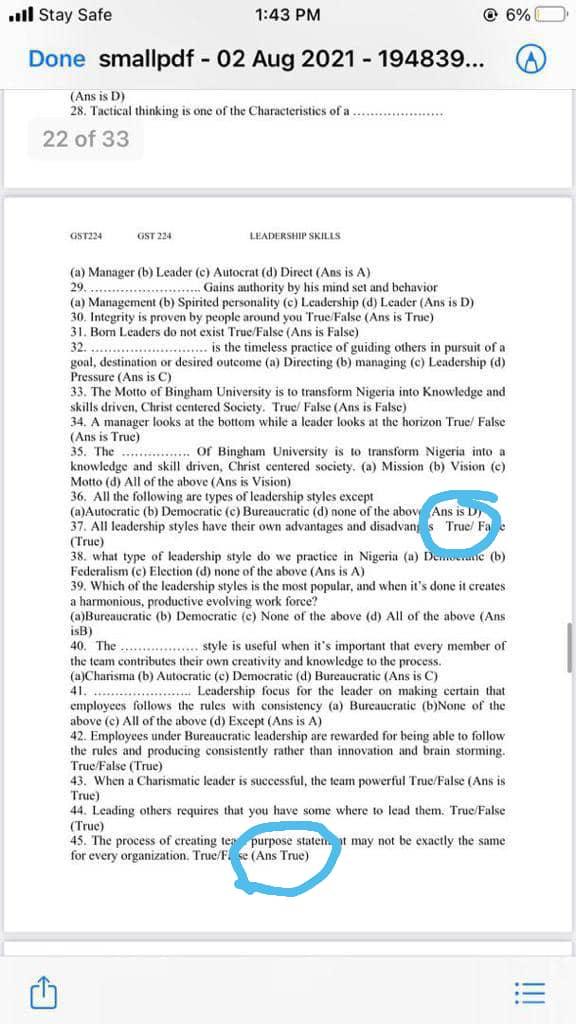 Stay Safe
1:43 PM
6%
Done smallpdf - 02 Aug 2021 - 194839...
(Ans is D)
28. Tactical thinking is one of the Characteristics of a ......................
22 of 33
GST224 GST 224 LEADERSHIP SKILLS
(a) Manager (b) Leader (c) Autocrat (d) Direct (Ans is A)
29. ........................... Gains authority by his mind set and behavior
(a) Management (b) Spirited personality (c) Leadership (d) Leader (Ans is D)
30. Integrity is proven by people around you True/False (Ans is True)
31. Born Leaders do not exist True/False (Ans is False)
32. ........................... is the timeless practice of guiding others in pursuit of a
goal, destination or desired outcome (a) Directing (b) managing (c) Leadership (d)
Pressure (Ans is C)
33. The Motto of Bingham University is to transform Nigeria into Knowledge and
skills driven, Christ centered Society. True/ False (Ans is False)
34. A manager looks at the bottom while a leader looks at the horizon True/ False
(Ans is True)
35. The ................ Of Bingham University is to transform Nigeria into a
knowledge and skill driven, Christ centered society. (a) Mission (b) Vision (c)
Motto (d) All of the above (Ans is Vision)
36. All the following are types of leadership styles except
(a)Autocratic (b) Democratic (c) Bureaucratic (d) none of the above (Ans is D)
37. All leadership styles have their own advantages and True/
(True)
38. what type of leadership style do we practice in Nigeria (a) Democratic (b)
Federalism (c) Election (d) none of the above (Ans is A)
39. Which of the leadership styles is the most popular, and when it's done it creates
a harmonious, productive evolving work force?
(a)Bureaucratic (b) Democratic (c) None of the above (d) All of the above (Ans
isB)
40. The .................. style is useful when it's important that every member of
the team contributes their own creativity and knowledge to the process.
(a)Charisma (b) Autocratic (c) Democratic (d) Bureaucratic (Ans is C)
41. ....................... Leadership focus for the leader on making certain that
employees follows the rules with consistency (a) Bureaucratic (b)None of the
above (c) All of the above (d) Except (Ans is A)
42. Employees under Bureaucratic leadership are rewarded for being able to follow
the rules and producing consistently rather than innovation and brain storming.
True/False (True)
43. When a Charismatic leader is successful, the team powerful True/False (Ans is
True)
44. Leading others requires that you have some where to lead them. True/False
(True)
45. The process of creating purpose may not be exactly the same
for every organization. True/False (Ans True)